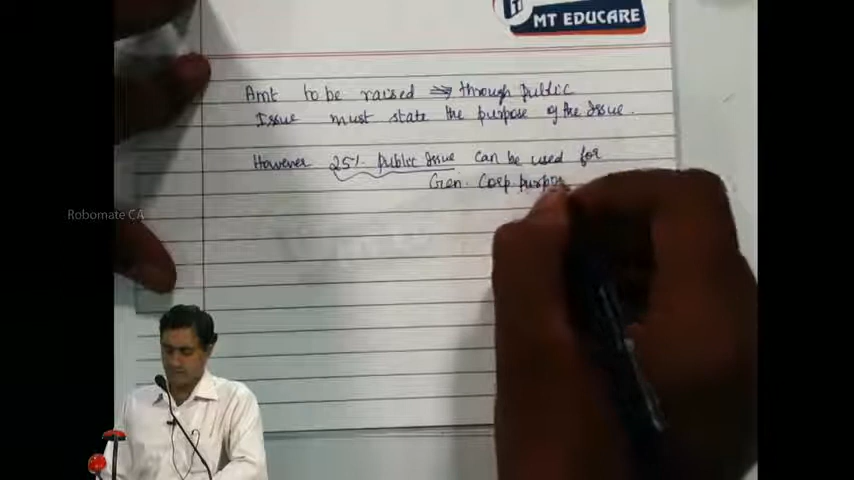 MT EDUCARE
Amt to be raised ⇒ through public
Issue must state the purpose of the Issue.
However 25% public Issue can be used for
Gen. Corp. purpos
Robomate CA